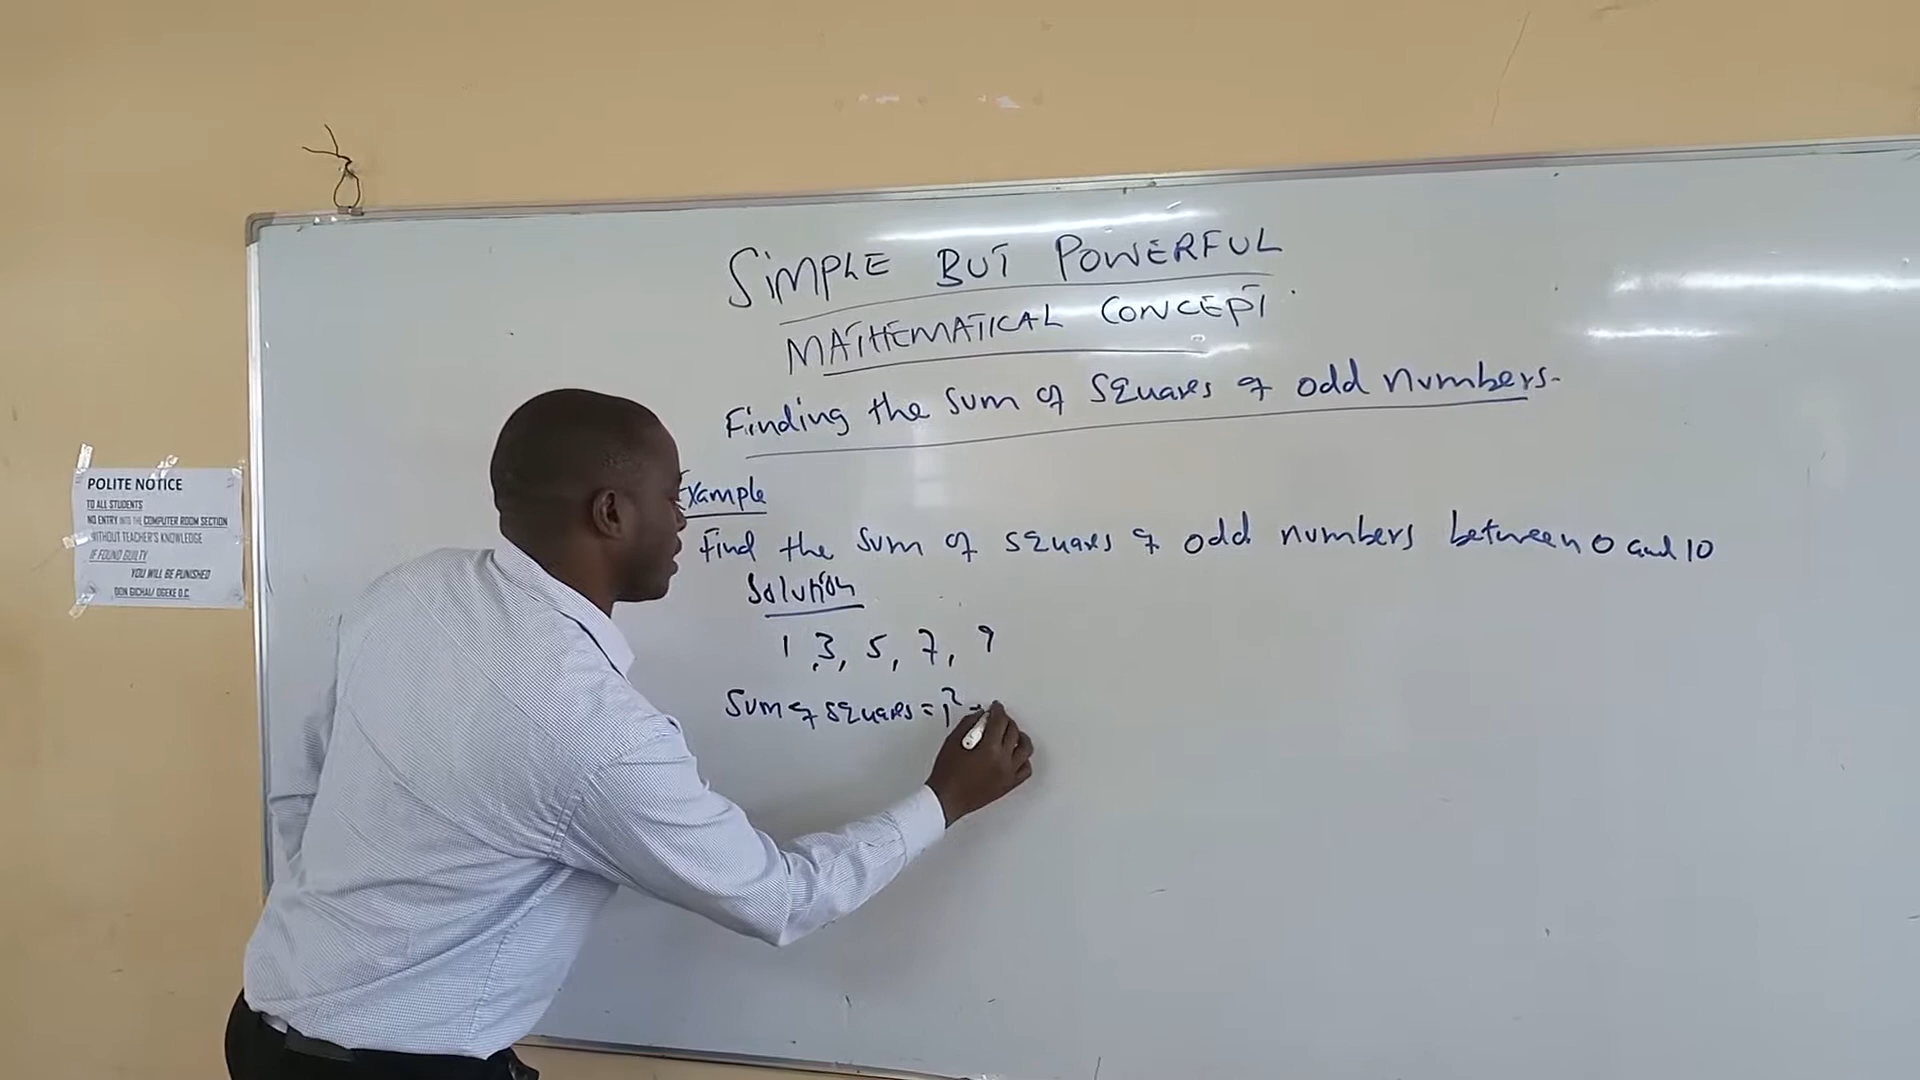 SIMPLE BUT POWERFUL
MATHEMATICAL CONCEPT.
Finding the sum of squares of odd numbers.
Example
Find the sum of squares of odd numbers between 0 and 10
Solution
1, 3, 5, 7, 9
Sum of squares = 1² +
POLITE NOTICE
TO ALL STUDENTS
NO ENTRY INTO THE COMPUTER ROOM SECTION
WITHOUT TEACHER'S KNOWLEDGE
IF FOUND GUILTY
YOU WILL BE PUNISHED
DON GICHAI/ OGEKE O.C.